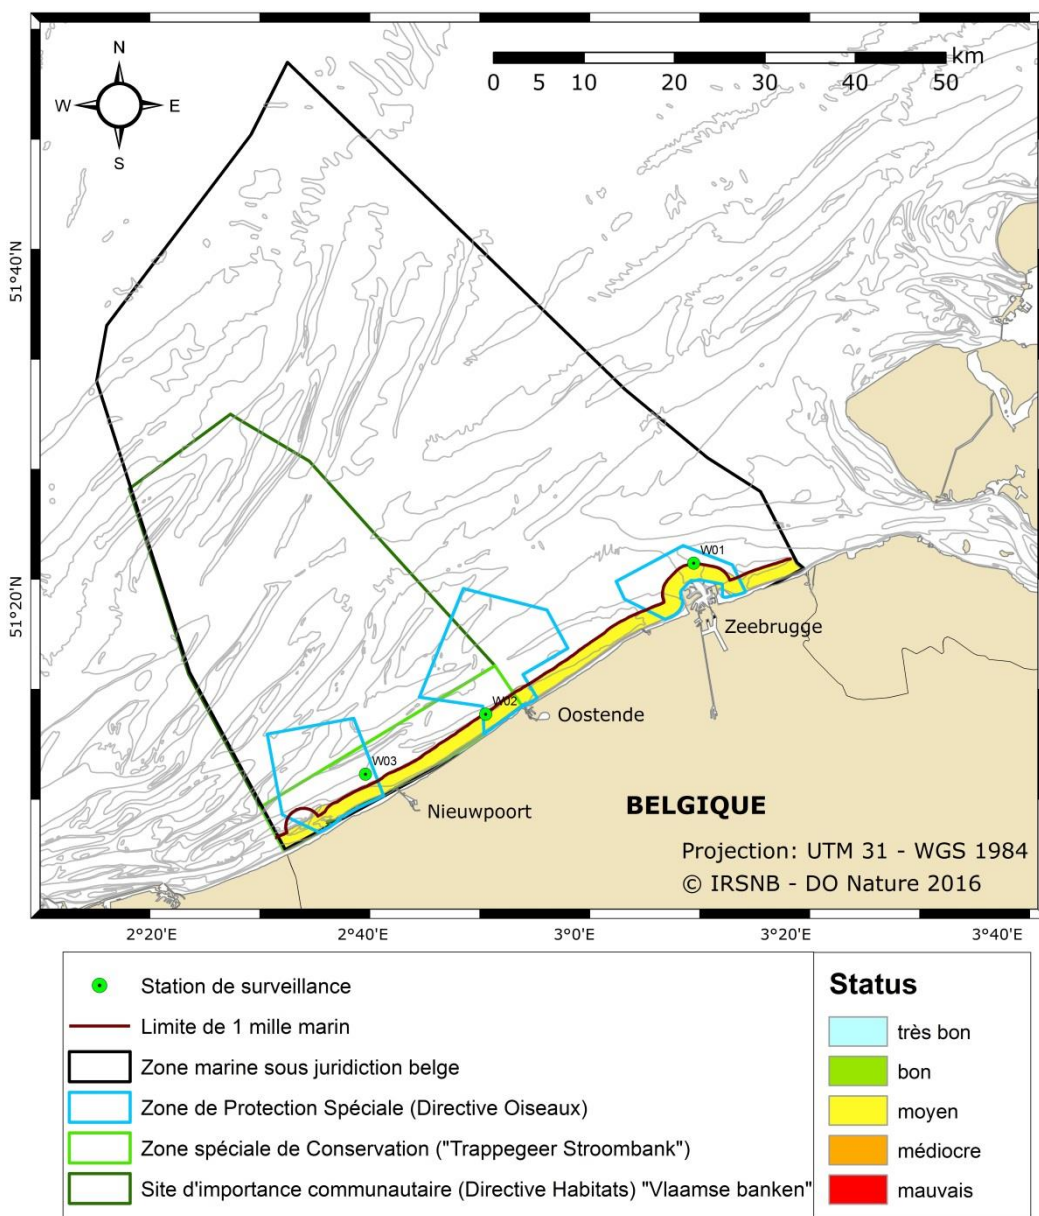 N
W E
S
km
0 5 10 20 30 40 50
51°40'N
51°20'N
W01
Zeebrugge
W02
Oostende
W03
Nieuwpoort
BELGIQUE
Projection: UTM 31 - WGS 1984
© IRSNB - DO Nature 2016
2°20'E 2°40'E 3°0'E 3°20'E 3°40'E
Station de surveillance
Limite de 1 mille marin
Zone marine sous juridiction belge
Zone de Protection Spéciale (Directive Oiseaux)
Zone spéciale de Conservation ("Trappegeer Stroombank")
Site d'importance communautaire (Directive Habitats) "Vlaamse banken"
Status
très bon
bon
moyen
médiocre
mauvais